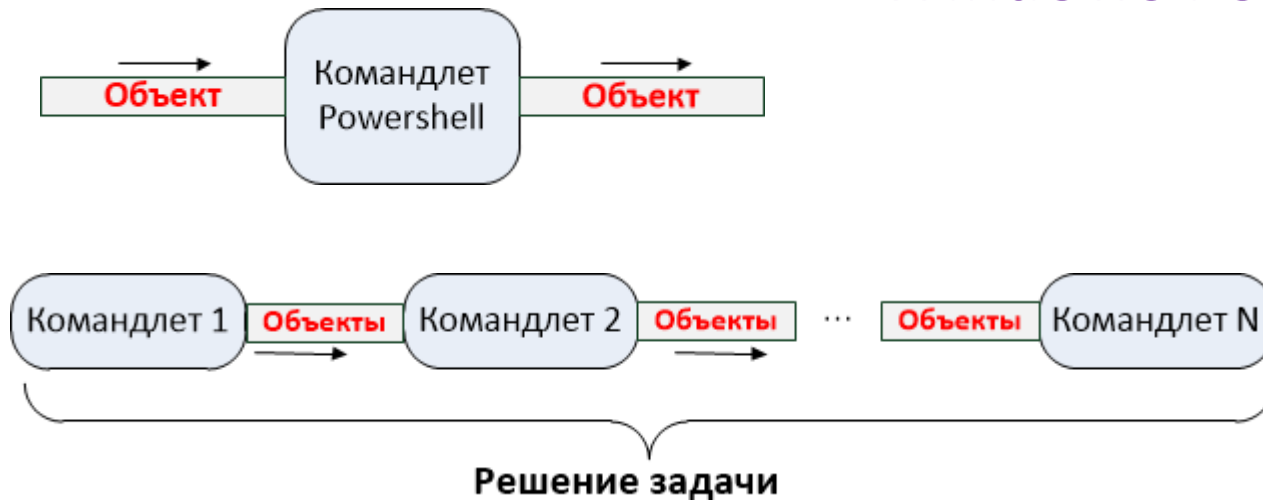 Объект
Командлет
Powershell
Объект
Командлет 1
Объекты
Командлет 2
Объекты
...
Объекты
Командлет N
Решение задачи